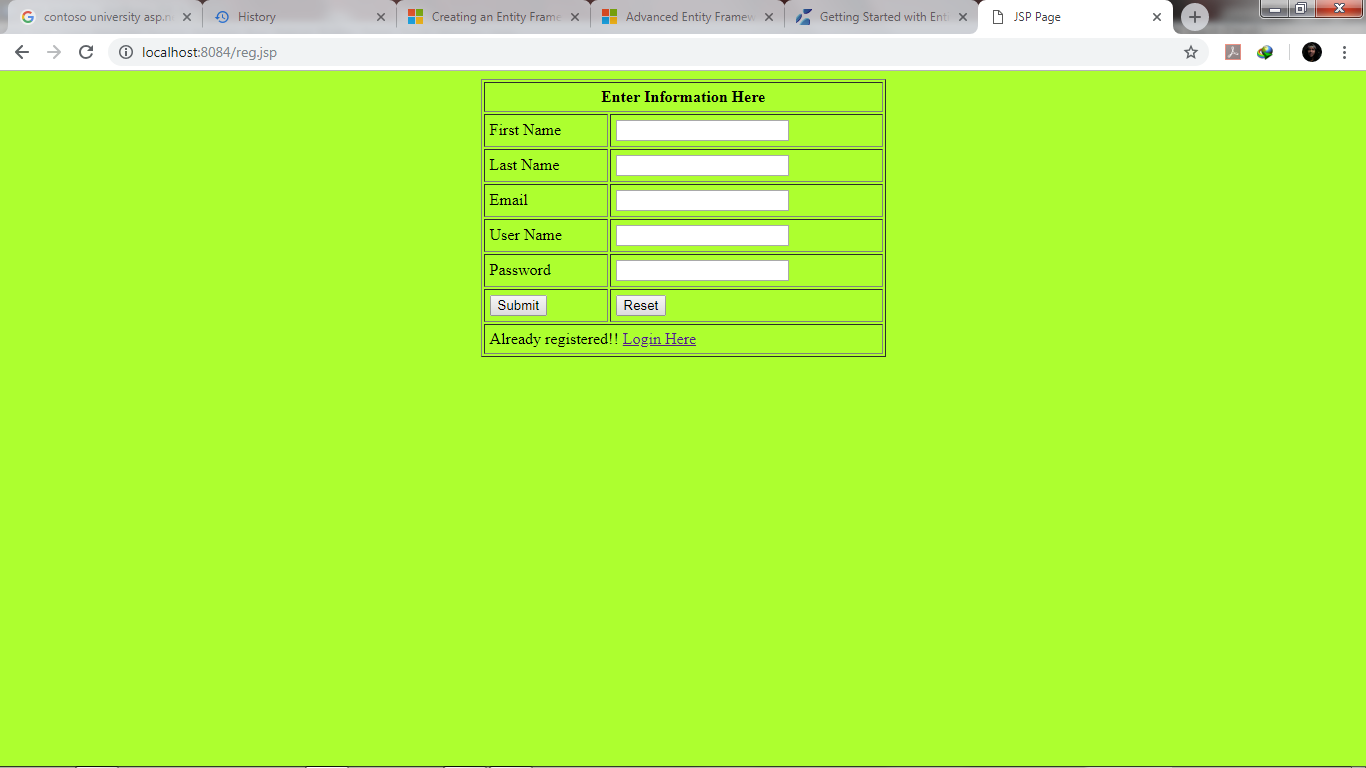 contoso university asp.n
History
Creating an Entity Frame
Advanced Entity Framew
Getting Started with Ent
JSP Page
localhost:8084/reg.jsp
Enter Information Here
First Name
Last Name
Email
User Name
Password
Submit Reset
Already registered!! Login Here